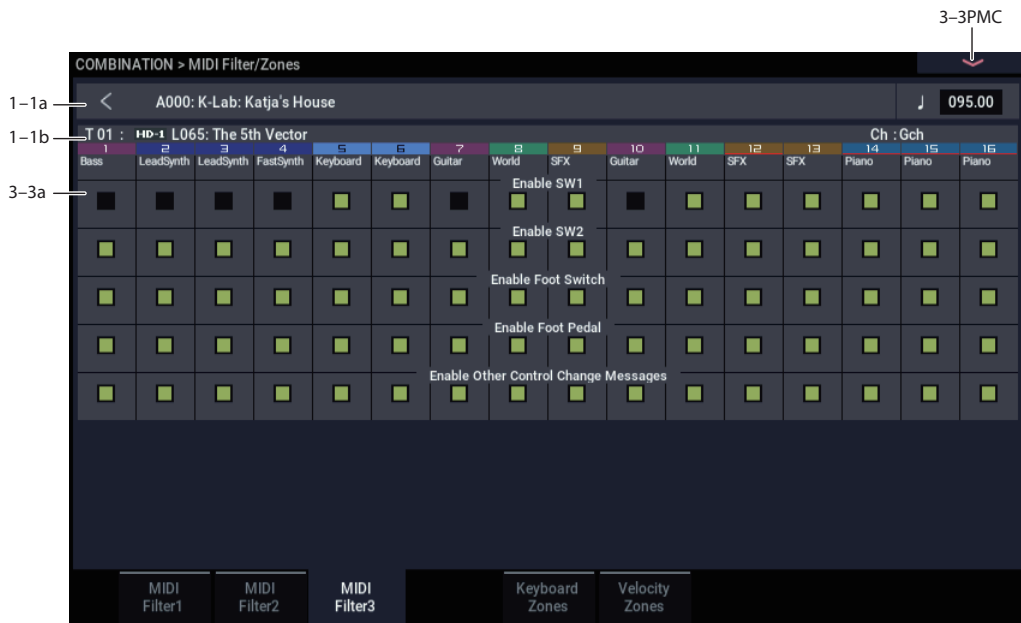 3–3PMC
COMBINATION > MIDI Filter/Zones
1–1a
A000: K-Lab: Katja's House
♩ 095.00
1–1b
T 01 : HD-1 L065: The 5th Vector Ch : Gch
1 2 3 4 5 6 7 8 9 10 11 12 13 14 15 16
Bass LeadSynth LeadSynth FastSynth Keyboard Keyboard Guitar World SFX Guitar World SFX SFX Piano Piano Piano
3–3a
Enable SW1
Enable SW2
Enable Foot Switch
Enable Foot Pedal
Enable Other Control Change Messages
MIDI Filter1
MIDI Filter2
MIDI Filter3
Keyboard Zones
Velocity Zones